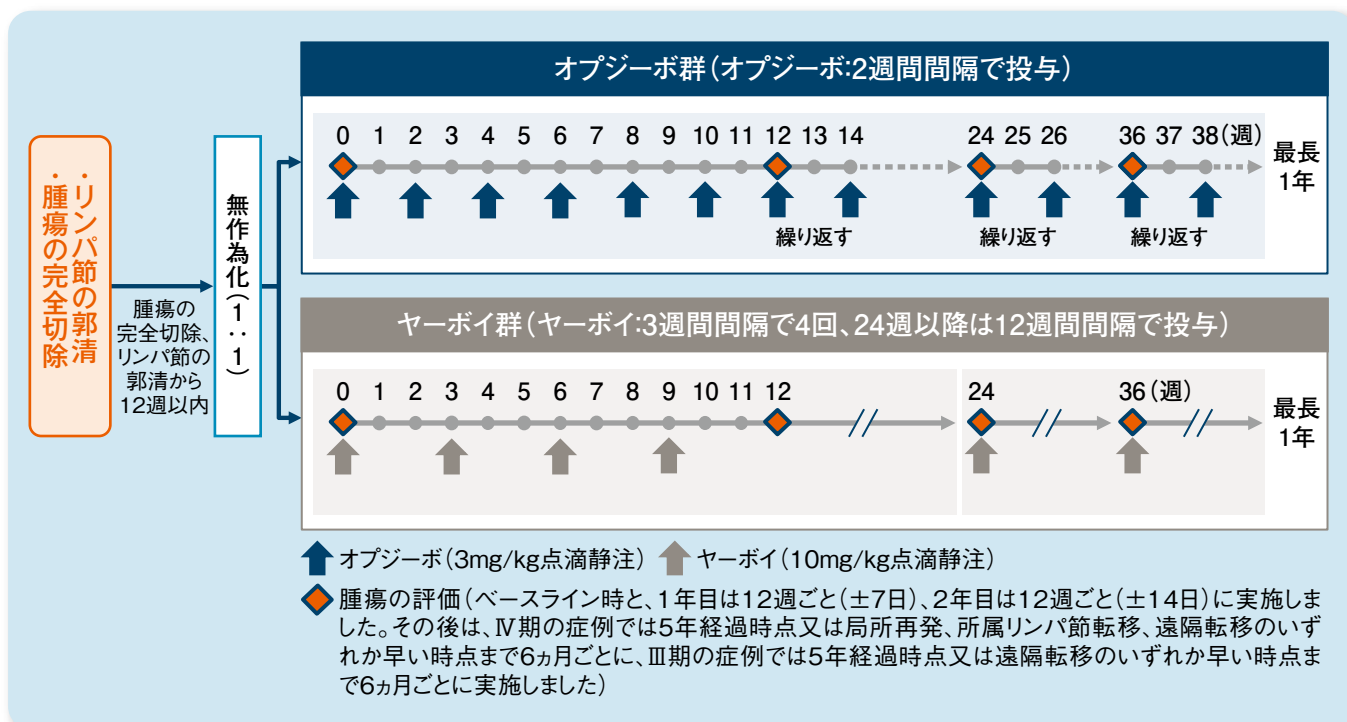 ・リンパ節の郭清
・腫瘍の完全切除
腫瘍の
完全切除、
リンパ節の
郭清から
12週以内
無作為化(1:1)
オプジーボ群(オプジーボ:2週間間隔で投与)
0 1 2 3 4 5 6 7 8 9 10 11 12 13 14 24 25 26 36 37 38(週)
繰り返す 繰り返す 繰り返す
最長
1年
ヤーボイ群(ヤーボイ:3週間間隔で4回、24週以降は12週間間隔で投与)
0 1 2 3 4 5 6 7 8 9 10 11 12 24 36(週)
最長
1年
オプジーボ(3mg/kg点滴静注) ヤーボイ(10mg/kg点滴静注)
腫瘍の評価(ベースライン時と、1年目は12週ごと(±7日)、2年目は12週ごと(±14日)に実施しま
した。その後は、Ⅳ期の症例では5年経過時点又は局所再発、所属リンパ節転移、遠隔転移のいず
れか早い時点まで6ヵ月ごとに、Ⅲ期の症例では5年経過時点又は遠隔転移のいずれか早い時点ま
で6ヵ月ごとに実施しました)